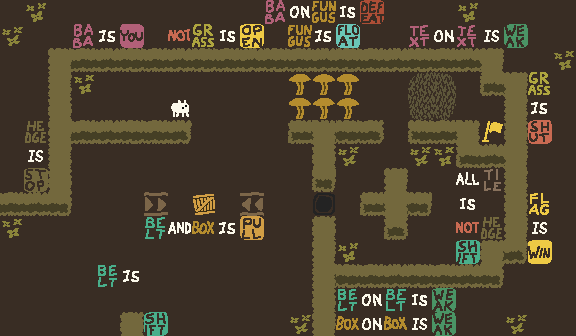 BABA ON FUNGUS IS DEFEAT
BABA IS YOU
NOT GRASS IS OPEN
FUNGUS IS FLOAT
TEXT ON TEXT IS WEAK
GRASS IS SHUT
HEDGE IS STOP
ALL IS NOT HEDGE
TILE
SHIFT
FLAG IS WIN
BELT AND BOX IS PULL
BELT IS
SHIFT
BELT ON BELT IS WEAK
BOX ON BOX IS WEAK